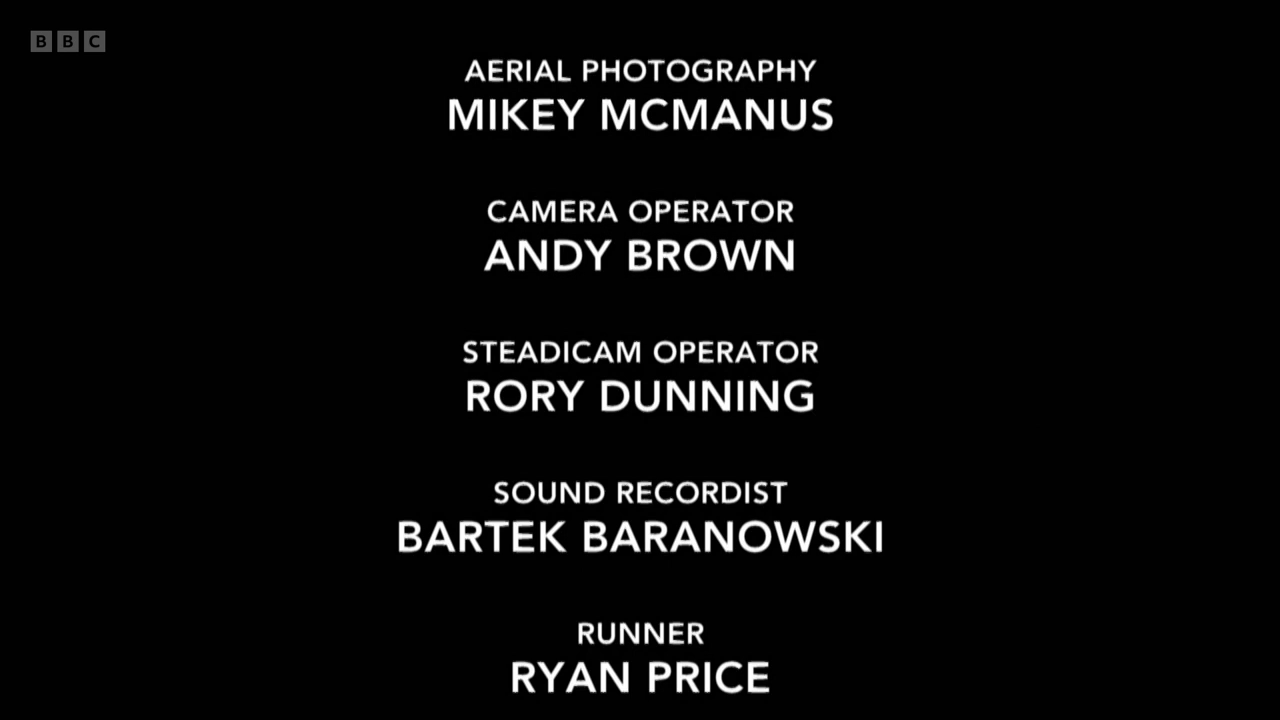 BBC
AERIAL PHOTOGRAPHY
MIKEY MCMANUS
CAMERA OPERATOR
ANDY BROWN
STEADICAM OPERATOR
RORY DUNNING
SOUND RECORDIST
BARTEK BARANOWSKI
RUNNER
RYAN PRICE